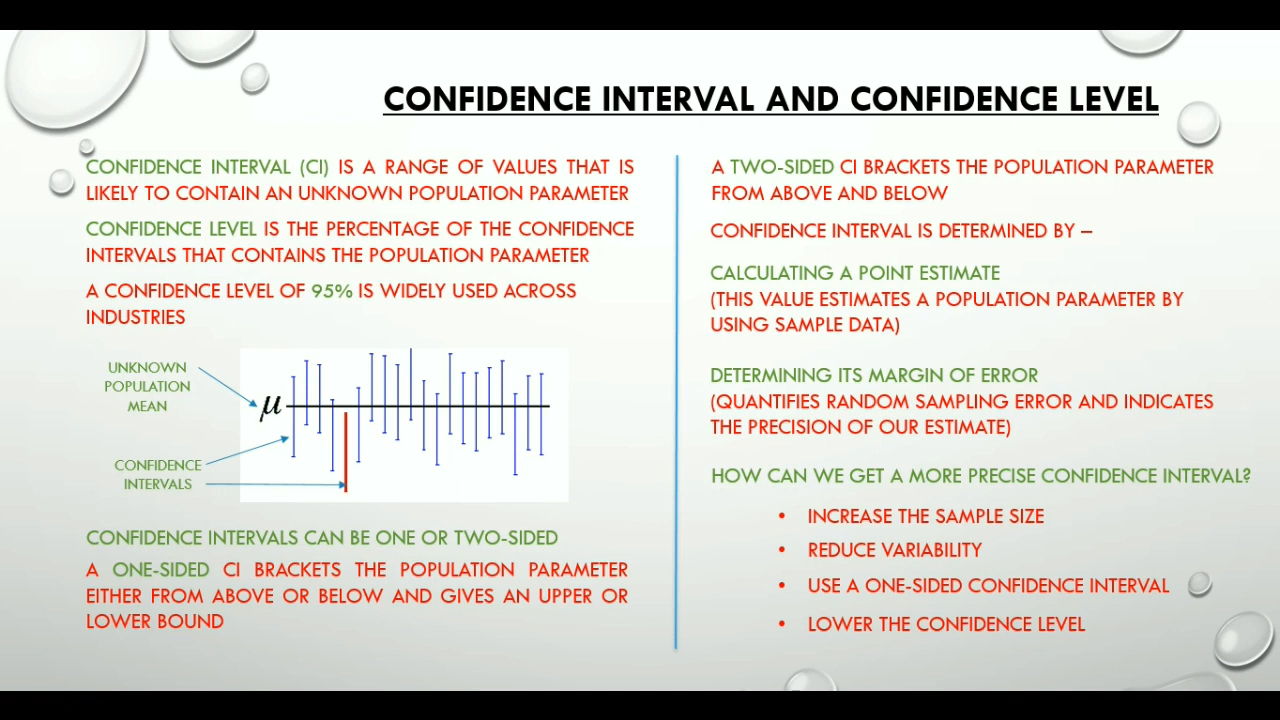 CONFIDENCE INTERVAL AND CONFIDENCE LEVEL
CONFIDENCE INTERVAL (CI) IS A RANGE OF VALUES THAT IS
LIKELY TO CONTAIN AN UNKNOWN POPULATION PARAMETER
CONFIDENCE LEVEL IS THE PERCENTAGE OF THE CONFIDENCE
INTERVALS THAT CONTAINS THE POPULATION PARAMETER
A CONFIDENCE LEVEL OF 95% IS WIDELY USED ACROSS
INDUSTRIES
UNKNOWN
POPULATION
MEAN
μ
CONFIDENCE
INTERVALS
CONFIDENCE INTERVALS CAN BE ONE OR TWO-SIDED
A ONE-SIDED CI BRACKETS THE POPULATION PARAMETER
EITHER FROM ABOVE OR BELOW AND GIVES AN UPPER OR
LOWER BOUND
A TWO-SIDED CI BRACKETS THE POPULATION PARAMETER
FROM ABOVE AND BELOW
CONFIDENCE INTERVAL IS DETERMINED BY –
CALCULATING A POINT ESTIMATE
(THIS VALUE ESTIMATES A POPULATION PARAMETER BY
USING SAMPLE DATA)
DETERMINING ITS MARGIN OF ERROR
(QUANTIFIES RANDOM SAMPLING ERROR AND INDICATES
THE PRECISION OF OUR ESTIMATE)
HOW CAN WE GET A MORE PRECISE CONFIDENCE INTERVAL?
• INCREASE THE SAMPLE SIZE
• REDUCE VARIABILITY
• USE A ONE-SIDED CONFIDENCE INTERVAL
• LOWER THE CONFIDENCE LEVEL